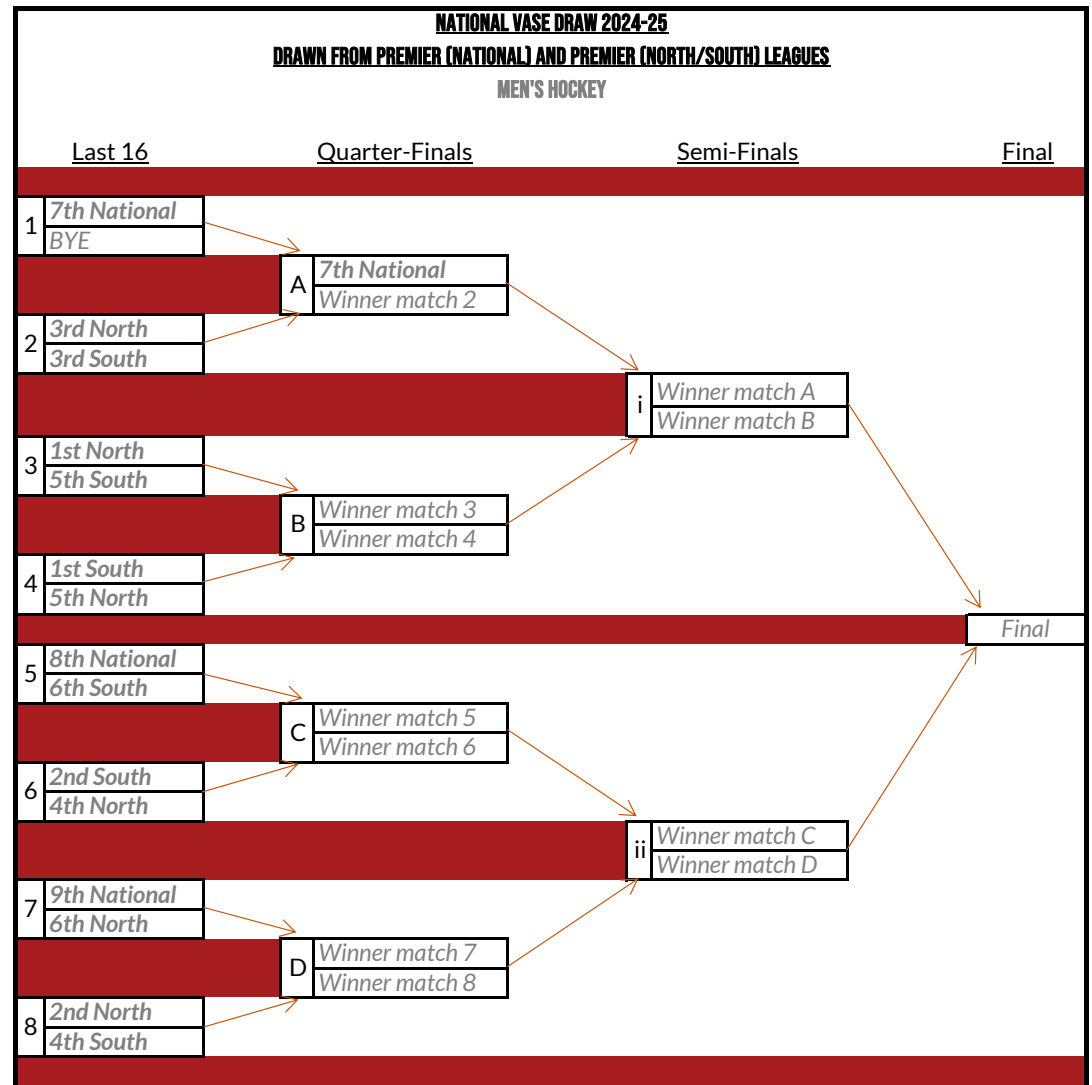 NATIONAL VASE DRAW 2024-25
DRAWN FROM PREMIER (NATIONAL) AND PREMIER (NORTH/SOUTH) LEAGUES
MEN'S HOCKEY
Last 16 Quarter-Finals Semi-Finals Final
1 7th National
BYE
A 7th National
Winner match 2
2 3rd North
3rd South
i Winner match A
Winner match B
3 1st North
5th South
B Winner match 3
Winner match 4
4 1st South
5th North
Final
5 8th National
6th South
C Winner match 5
Winner match 6
6 2nd South
4th North
ii Winner match C
Winner match D
7 9th National
6th North
D Winner match 7
Winner match 8
8 2nd North
4th South